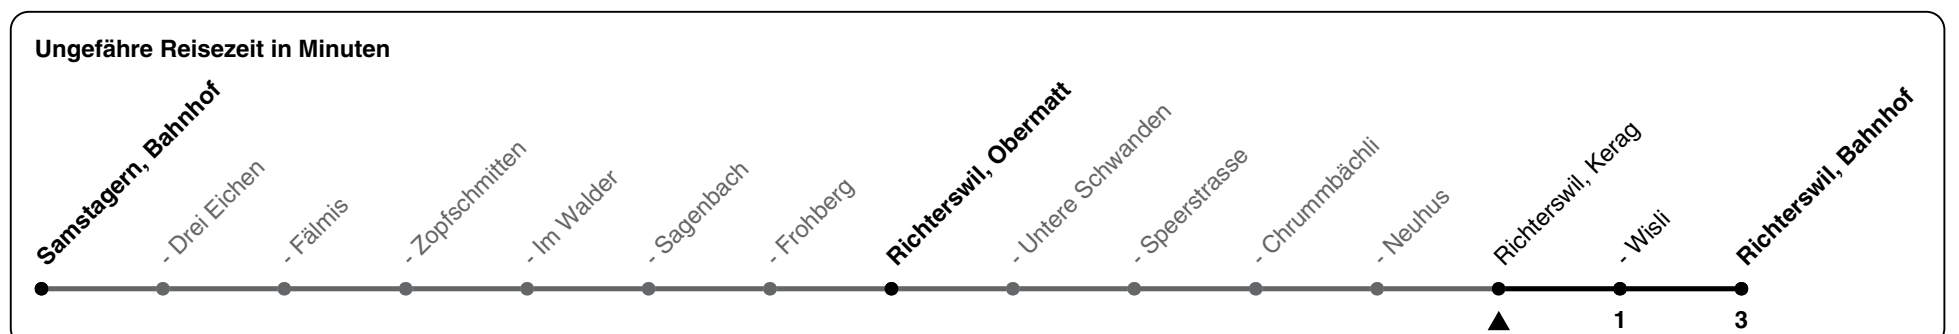 Ungefähre Reisezeit in Minuten
Samstagern, Bahnhof
- Drei Eichen
- Fälmis
- Zopfschmitten
- Im Walder
- Sagenbach
- Frohberg
Richterswil, Obermatt
- Untere Schwanden
- Speerstrasse
- Chrummbächli
- Neuhus
Richterswil, Kerag
- Wisli
Richterswil, Bahnhof
1 3